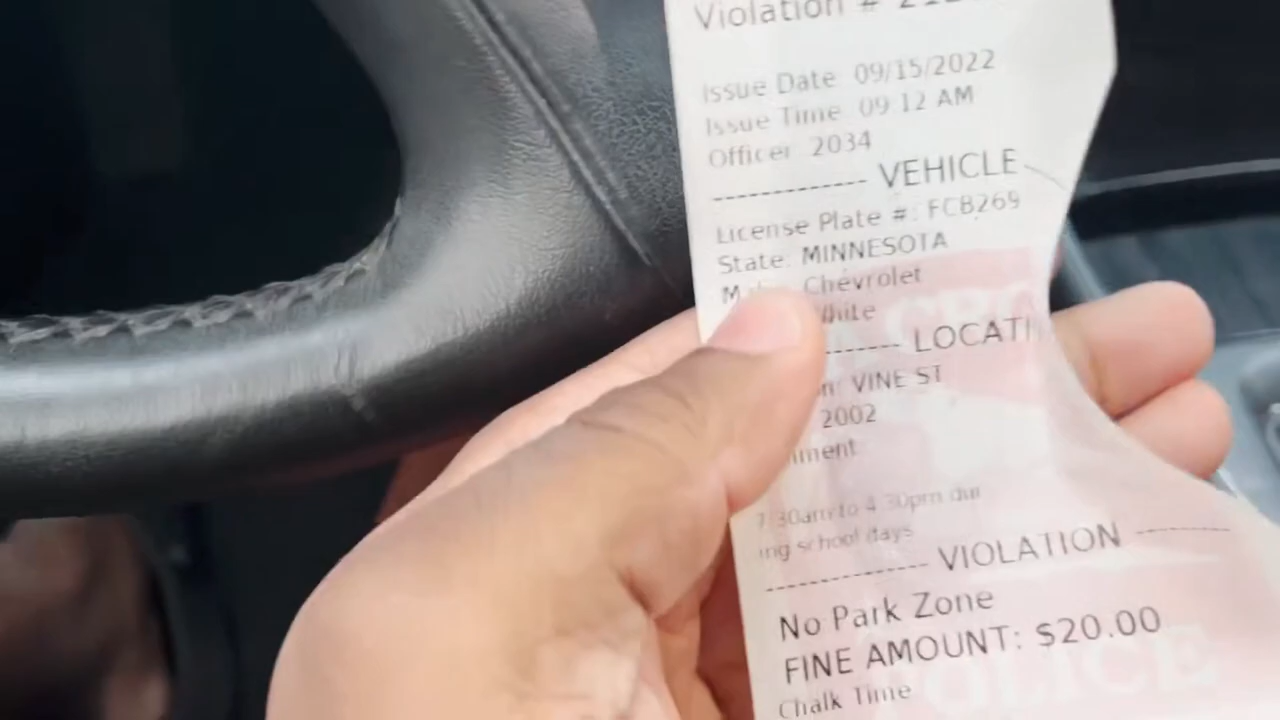 Violation #
Issue Date 09/15/2022
Issue Time 09 12 AM
Officer 2034
------------- VEHICLE
License Plate #: FCB269
State: MINNESOTA
Chevrolet
White
LOCATI
VINE ST
2002
7:30am to 4:30pm dur
ing school days
-------------- VIOLATION ---------
No Park Zone
FINE AMOUNT: $20.00
Chalk Time
POLICE